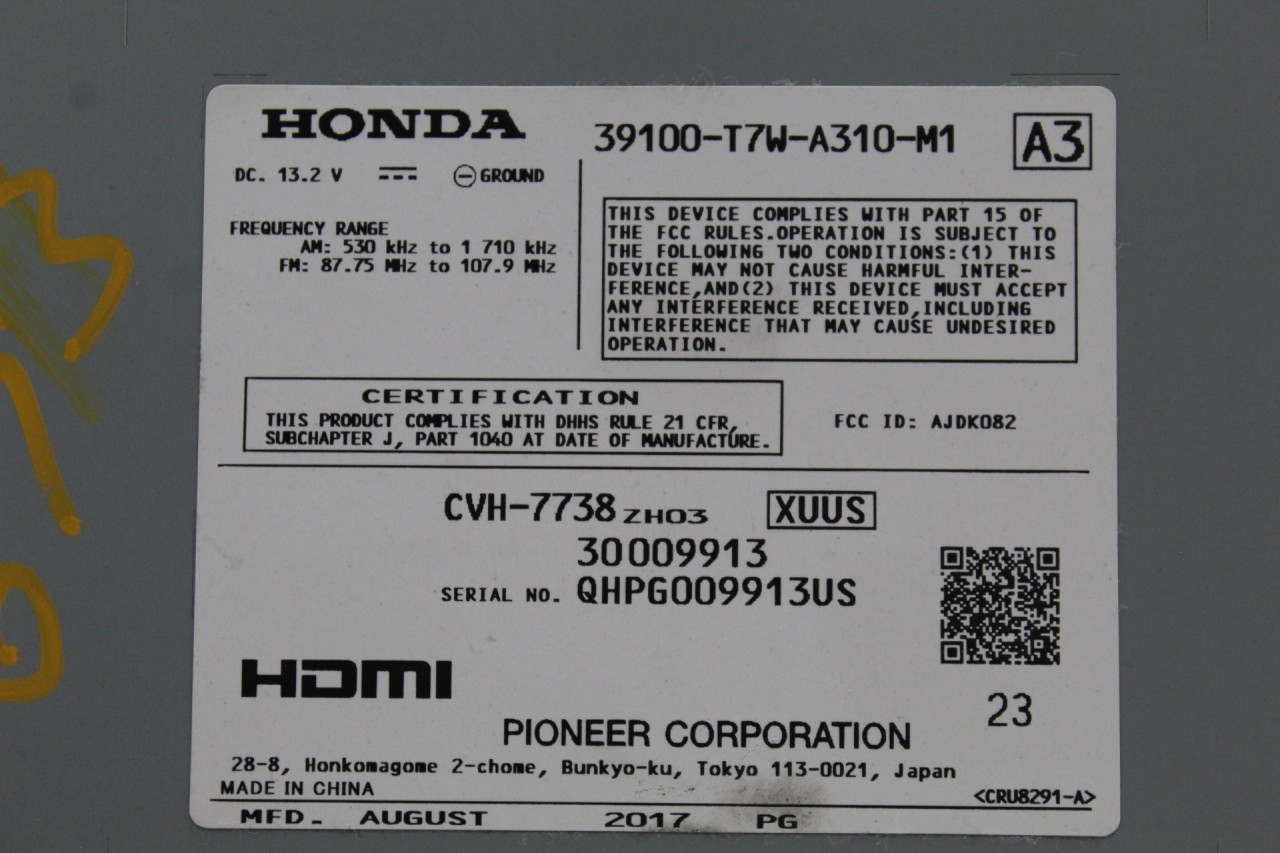 HONDA
39100-T7W-A310-M1
A3
DC. 13.2 V
GROUND
FREQUENCY RANGE
AM: 530 kHz to 1 710 kHz
FM: 87.75 MHz to 107.9 MHz
THIS DEVICE COMPLIES WITH PART 15 OF
THE FCC RULES.OPERATION IS SUBJECT TO
THE FOLLOWING TWO CONDITIONS:(1) THIS
DEVICE MAY NOT CAUSE HARMFUL INTER-
FERENCE,AND(2) THIS DEVICE MUST ACCEPT
ANY INTERFERENCE RECEIVED,INCLUDING
INTERFERENCE THAT MAY CAUSE UNDESIRED
OPERATION.
CERTIFICATION
THIS PRODUCT COMPLIES WITH DHHS RULE 21 CFR,
SUBCHAPTER J, PART 1040 AT DATE OF MANUFACTURE.
FCC ID: AJDK082
CVH-7738 ZH03
XUUS
30009913
SERIAL NO. QHPG009913US
HDMI
23
PIONEER CORPORATION
28-8, Honkomagome 2-chome, Bunkyo-ku, Tokyo 113-0021, Japan
MADE IN CHINA
<CRU8291-A>
MFD. AUGUST 2017 PG